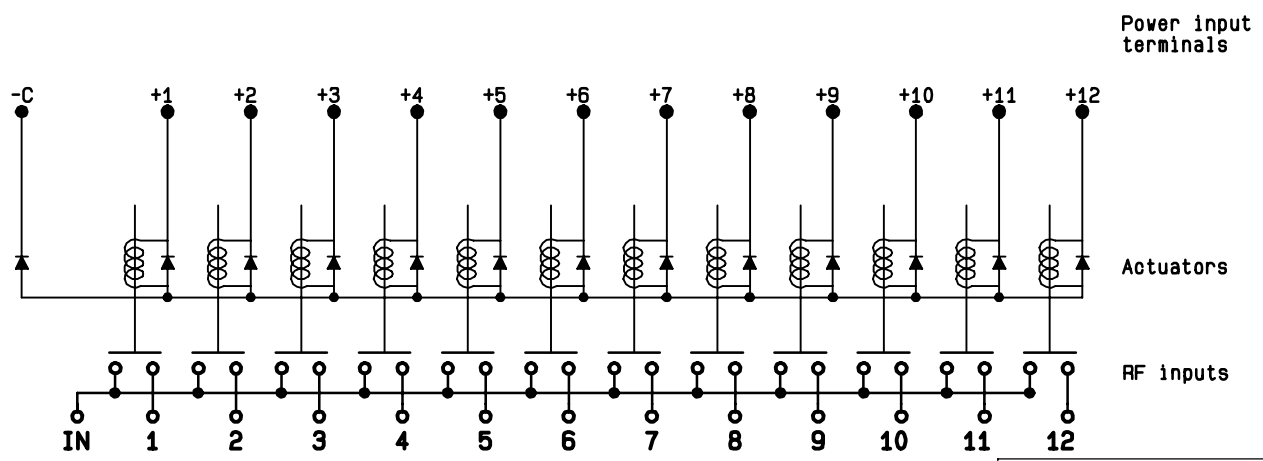 Power input
terminals
-C +1 +2 +3 +4 +5 +6 +7 +8 +9 +10 +11 +12
Actuators
RF inputs
IN 1 2 3 4 5 6 7 8 9 10 11 12